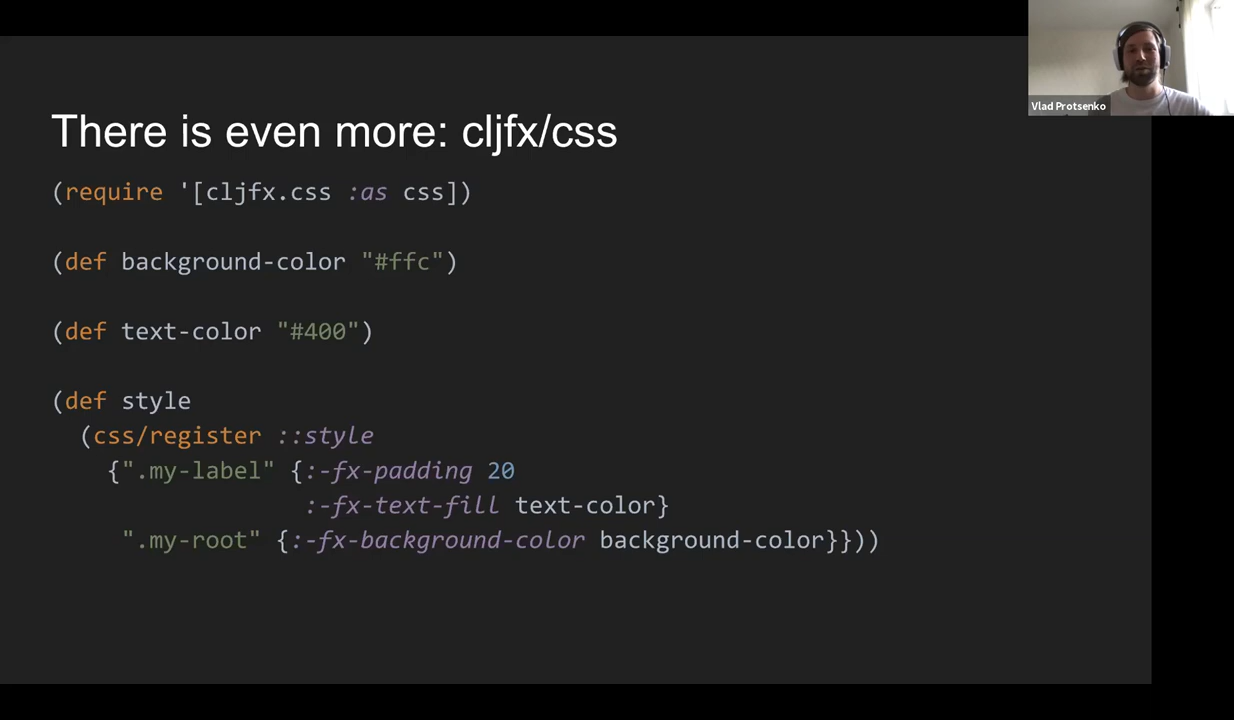 There is even more: cljfx/css
(require '[cljfx.css :as css])
(def background-color "#ffc")
(def text-color "#400")
(def style
(css/register ::style
{".my-label" {:-fx-padding 20
:-fx-text-fill text-color}
".my-root" {:-fx-background-color background-color}}))
Vlad Protsenko